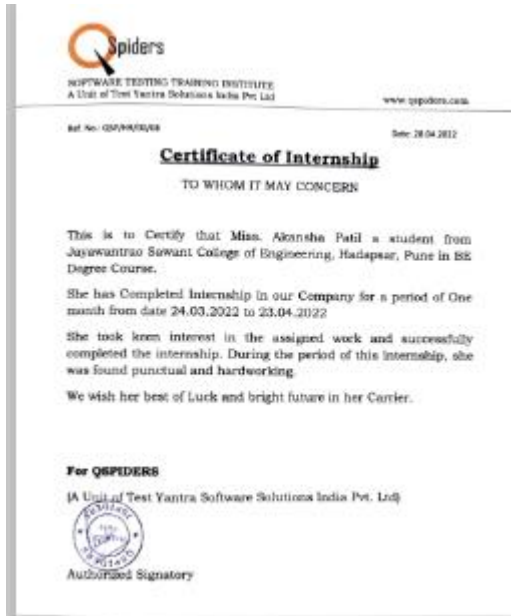 QSpiders
SOFTWARE TESTING TRAINING INSTITUTE
A Unit of Test Yantra Solutions India Pvt Ltd
www.qspiders.com
Ref. No.:
Date: 28.04.2022
Certificate of Internship
TO WHOM IT MAY CONCERN
This is to Certify that Miss. Akansha Patil a student from
Jayawantrao Sawant College of Engineering, Hadapsar, Pune in BE
Degree Course.
She has Completed Internship in our Company for a period of One
month from date 24.03.2022 to 23.04.2022
She took keen interest in the assigned work and successfully
completed the internship. During the period of this internship, she
was found punctual and hardworking.
We wish her best of Luck and bright future in her Carrier.
For QSPIDERS
(A Unit of Test Yantra Software Solutions India Pvt. Ltd)
Authorized Signatory